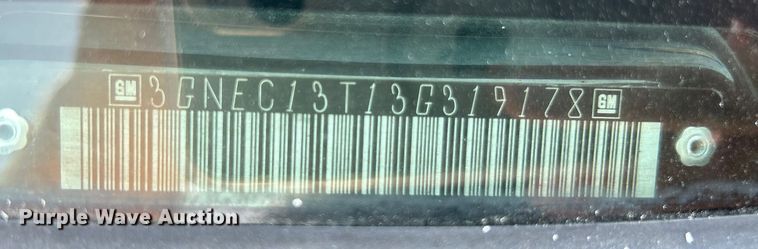 GM 3GNEC13T13G319178 GM
Purple Wave Auction